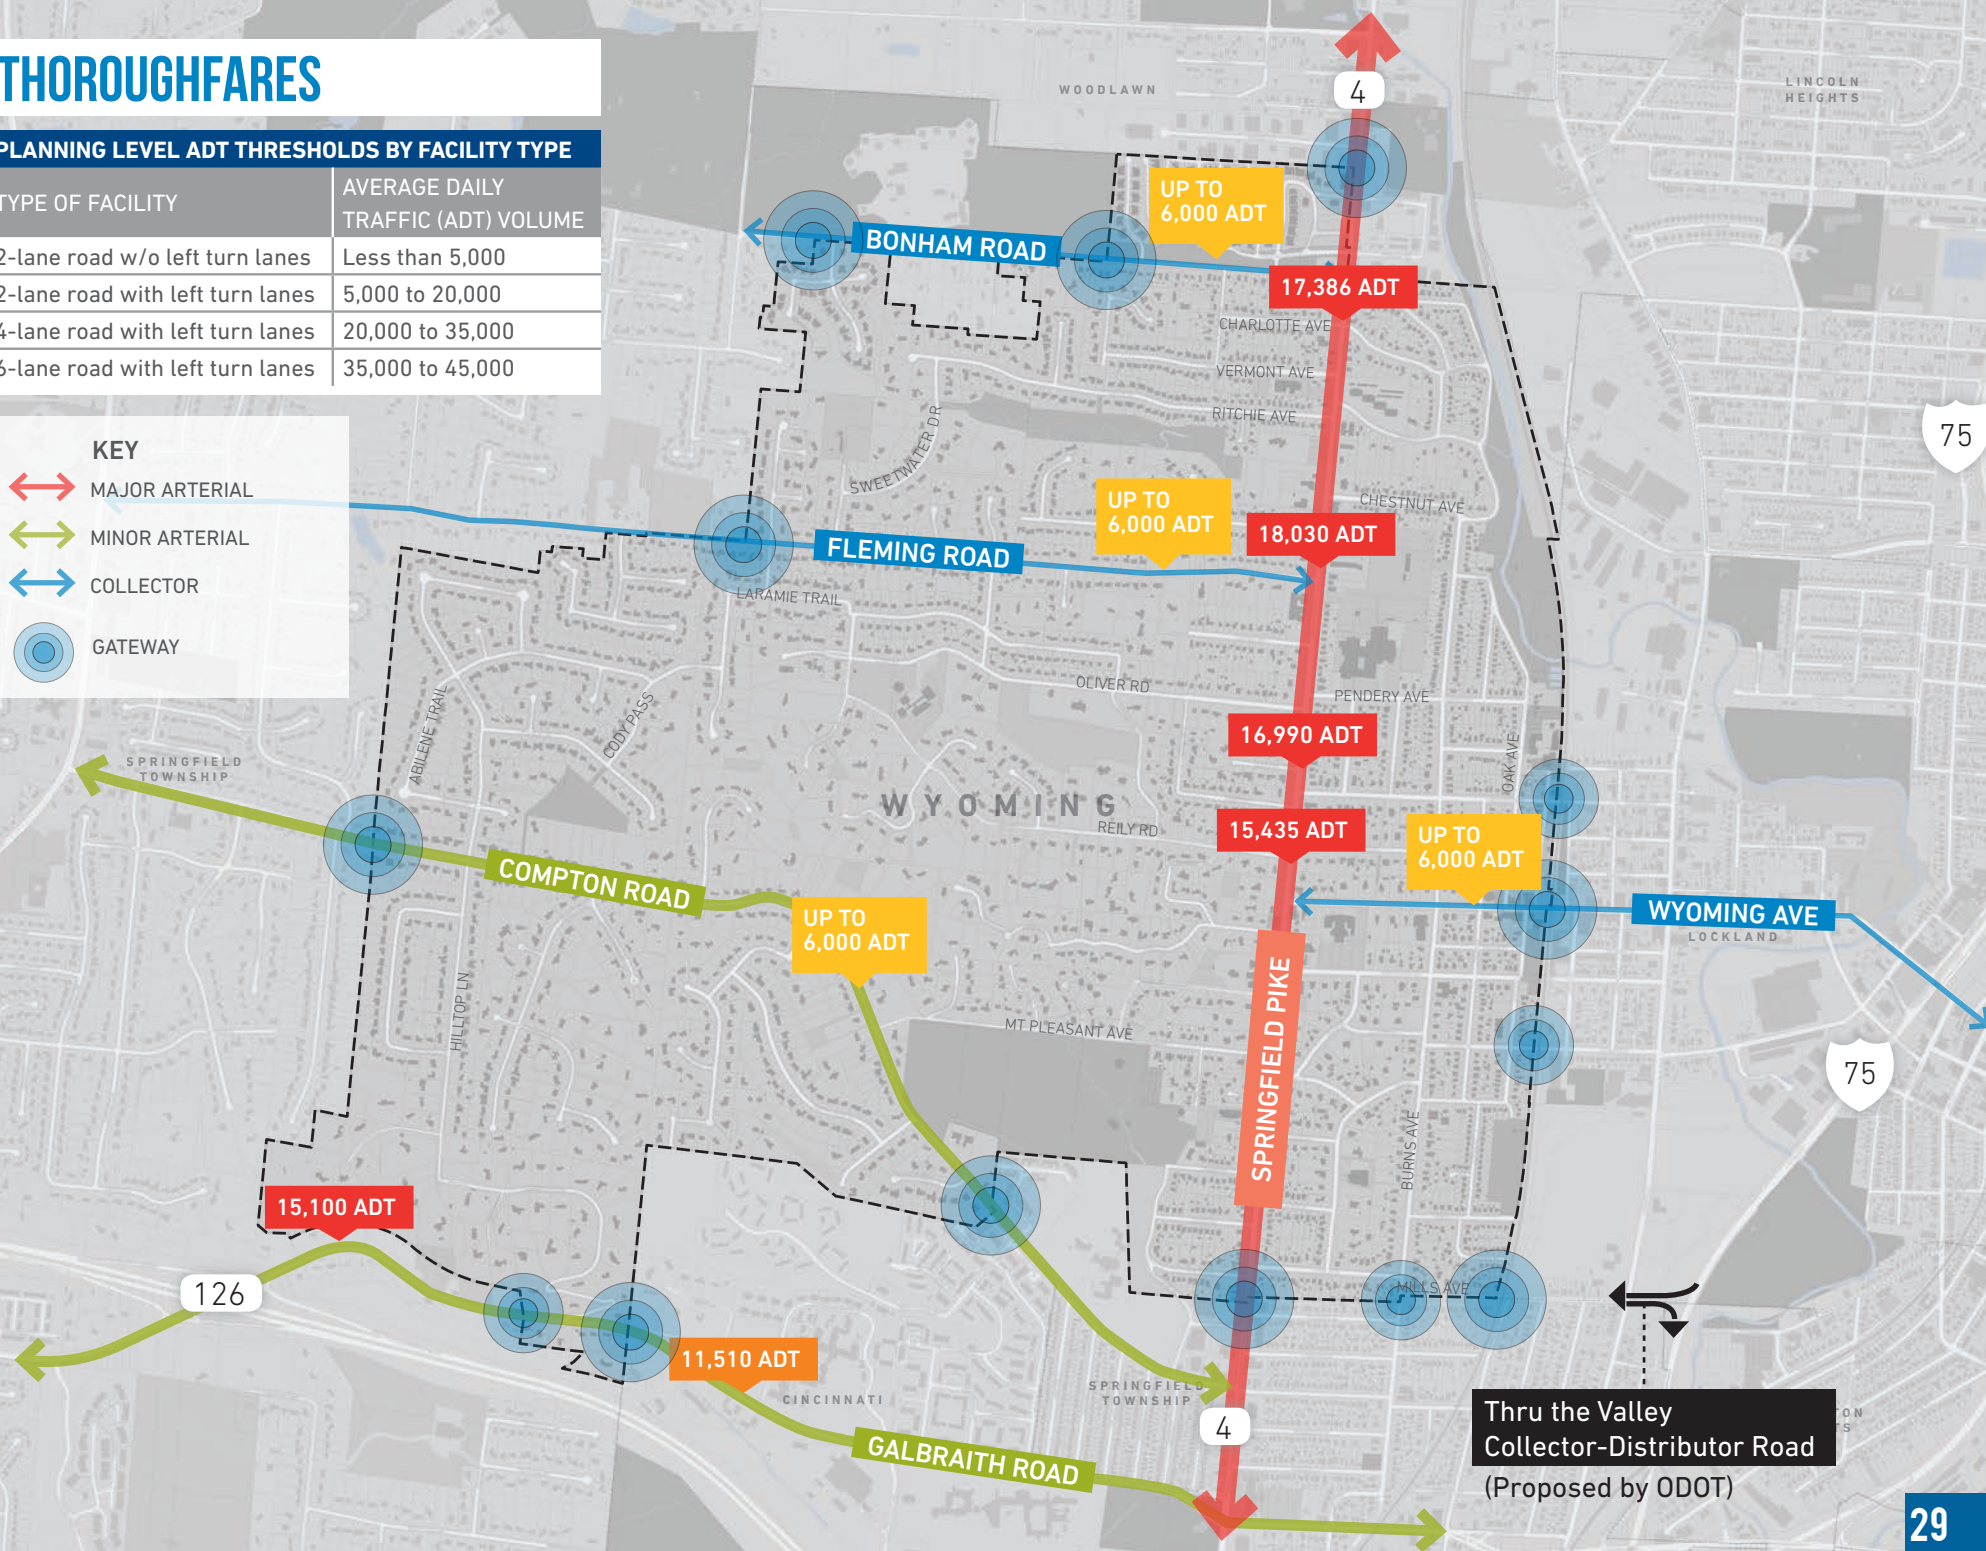 THOROUGHFARES
PLANNING LEVEL ADT THRESHOLDS BY FACILITY TYPE
TYPE OF FACILITY
AVERAGE DAILY
TRAFFIC (ADT) VOLUME
2-lane road w/o left turn lanes
Less than 5,000
2-lane road with left turn lanes
5,000 to 20,000
4-lane road with left turn lanes
20,000 to 35,000
6-lane road with left turn lanes
35,000 to 45,000
KEY
MAJOR ARTERIAL
MINOR ARTERIAL
COLLECTOR
GATEWAY
WOODLAWN
4
LINCOLN
HEIGHTS
UP TO
6,000 ADT
BONHAM ROAD
17,386 ADT
CHARLOTTE AVE
VERMONT AVE
RITCHIE AVE
SWEETWATER DR
75
UP TO
6,000 ADT
CHESTNUT AVE
18,030 ADT
FLEMING ROAD
LARAMIE TRAIL
OLIVER RD
PENDERY AVE
ABILENE TRAIL
CODY PASS
16,990 ADT
OAK AVE
SPRINGFIELD
TOWNSHIP
WYOMING
REILY RD
15,435 ADT
UP TO
6,000 ADT
COMPTON ROAD
UP TO
6,000 ADT
WYOMING AVE
LOCKLAND
HILLTOP LN
MT PLEASANT AVE
SPRINGFIELD PIKE
75
BURNS AVE
15,100 ADT
126
MILLS AVE
11,510 ADT
CINCINNATI
SPRINGFIELD
TOWNSHIP
4
GALBRAITH ROAD
Thru the Valley
Collector-Distributor Road
(Proposed by ODOT)
29